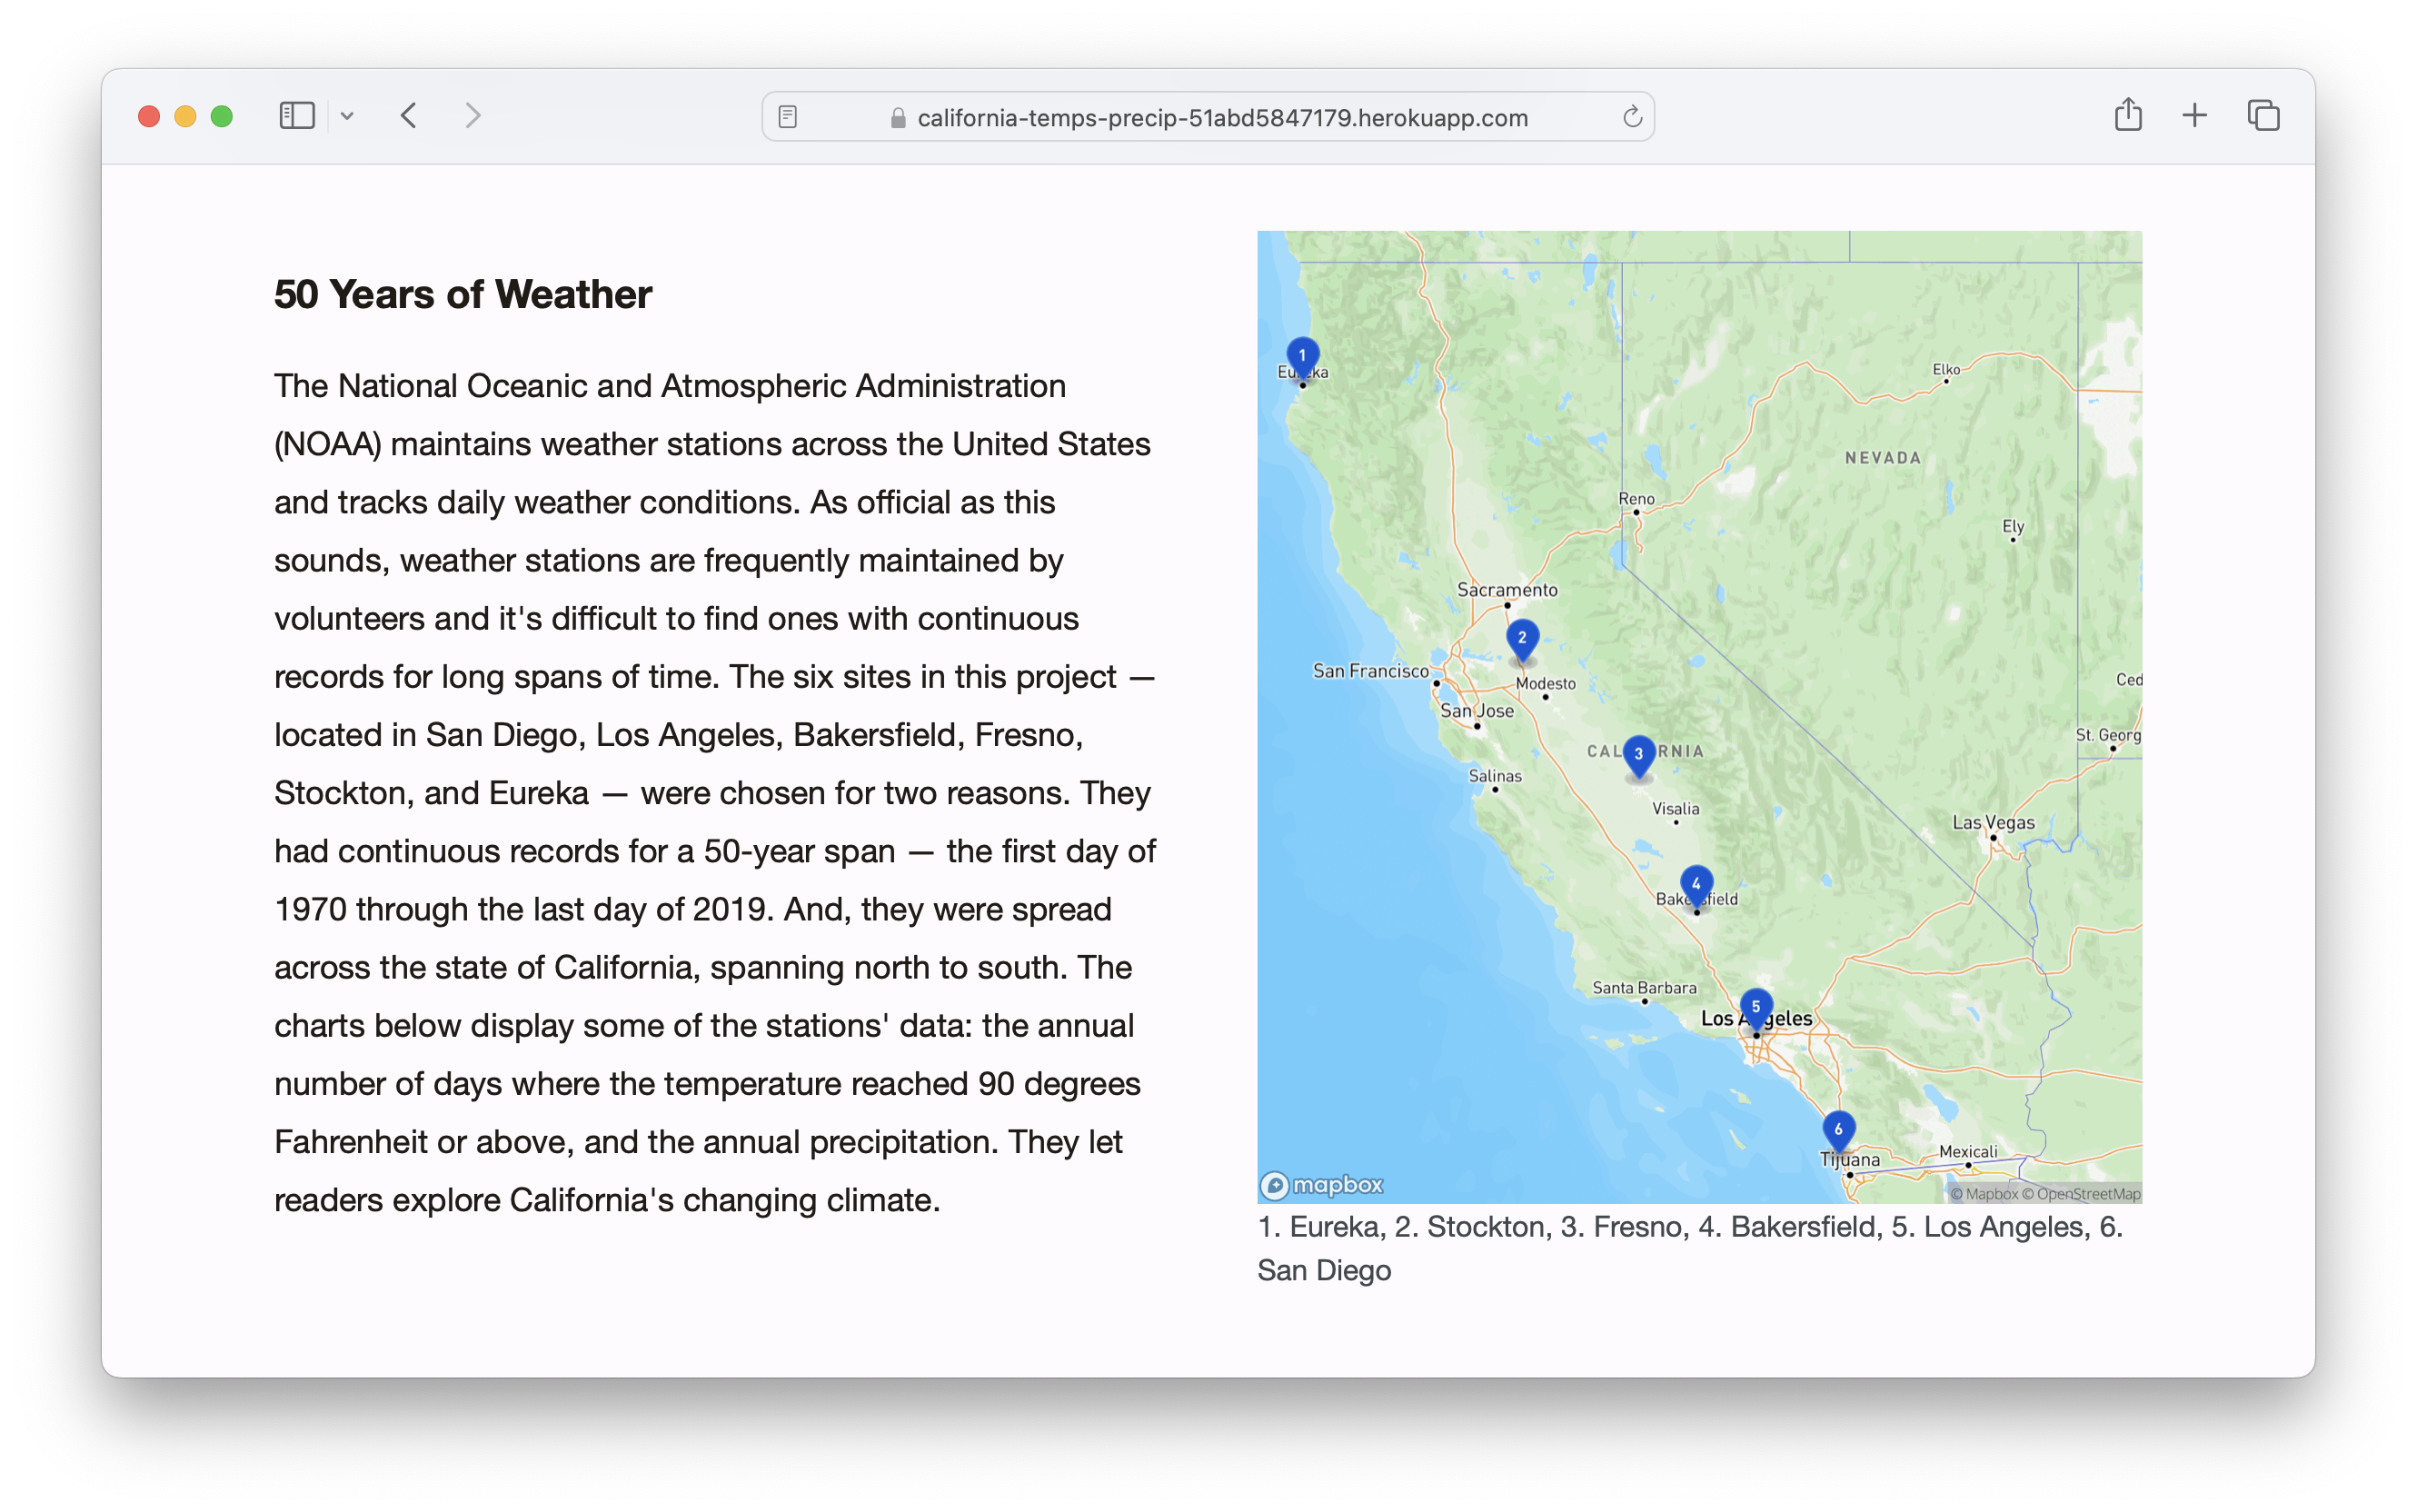 california-temps-precip-51abd5847179.herokuapp.com
50 Years of Weather
The National Oceanic and Atmospheric Administration
(NOAA) maintains weather stations across the United States
and tracks daily weather conditions. As official as this
sounds, weather stations are frequently maintained by
volunteers and it's difficult to find ones with continuous
records for long spans of time. The six sites in this project —
located in San Diego, Los Angeles, Bakersfield, Fresno,
Stockton, and Eureka — were chosen for two reasons. They
had continuous records for a 50-year span — the first day of
1970 through the last day of 2019. And, they were spread
across the state of California, spanning north to south. The
charts below display some of the stations' data: the annual
number of days where the temperature reached 90 degrees
Fahrenheit or above, and the annual precipitation. They let
readers explore California's changing climate.
1
Eureka
Elko
NEVADA
Reno
Ely
Sacramento
2
San Francisco
Modesto
Ced
San Jose
St. Georg
CALIFORNIA
3
Salinas
Visalia
Las Vegas
4
Bakersfield
Santa Barbara
5
Los Angeles
6
Tijuana
Mexicali
mapbox
© Mapbox © OpenStreetMap
1. Eureka, 2. Stockton, 3. Fresno, 4. Bakersfield, 5. Los Angeles, 6.
San Diego